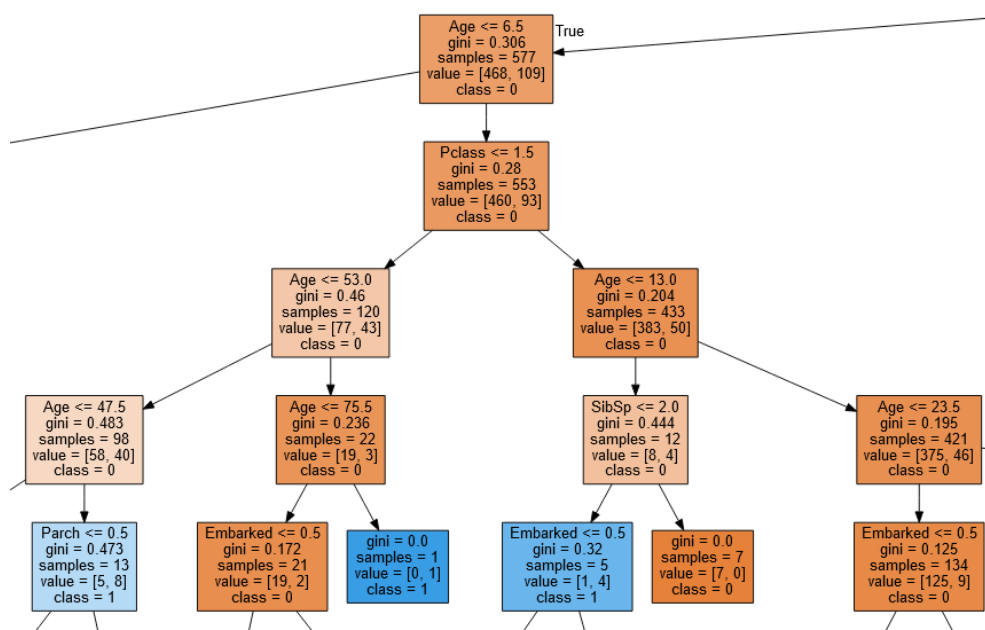 Age <= 6.5
gini = 0.306
samples = 577
value = [468, 109]
class = 0
True
Pclass <= 1.5
gini = 0.28
samples = 553
value = [460, 93]
class = 0
Age <= 53.0
gini = 0.46
samples = 120
value = [77, 43]
class = 0
Age <= 13.0
gini = 0.204
samples = 433
value = [383, 50]
class = 0
Age <= 47.5
gini = 0.483
samples = 98
value = [58, 40]
class = 0
Age <= 75.5
gini = 0.236
samples = 22
value = [19, 3]
class = 0
SibSp <= 2.0
gini = 0.444
samples = 12
value = [8, 4]
class = 0
Age <= 23.5
gini = 0.195
samples = 421
value = [375, 46]
class = 0
Parch <= 0.5
gini = 0.473
samples = 13
value = [5, 8]
class = 1
Embarked <= 0.5
gini = 0.172
samples = 21
value = [19, 2]
class = 0
gini = 0.0
samples = 1
value = [0, 1]
class = 1
Embarked <= 0.5
gini = 0.32
samples = 5
value = [1, 4]
class = 1
gini = 0.0
samples = 7
value = [7, 0]
class = 0
Embarked <= 0.5
gini = 0.125
samples = 134
value = [125, 9]
class = 0